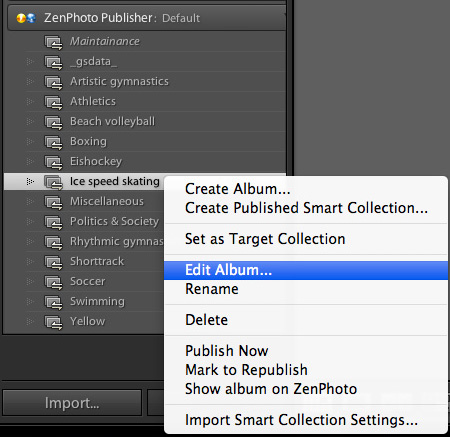 ZenPhoto Publisher: Default
Maintainance
_gsdata_
Artistic gymnastics
Athletics
Beach volleyball
Boxing
Eishockey
Ice speed skating
Miscellaneous
Politics & Society
Rhythmic gymnas
Shorttrack
Soccer
Swimming
Yellow
Import...
Create Album...
Create Published Smart Collection...
Set as Target Collection
Edit Album...
Rename
Delete
Publish Now
Mark to Republish
Show album on ZenPhoto
Import Smart Collection Settings...